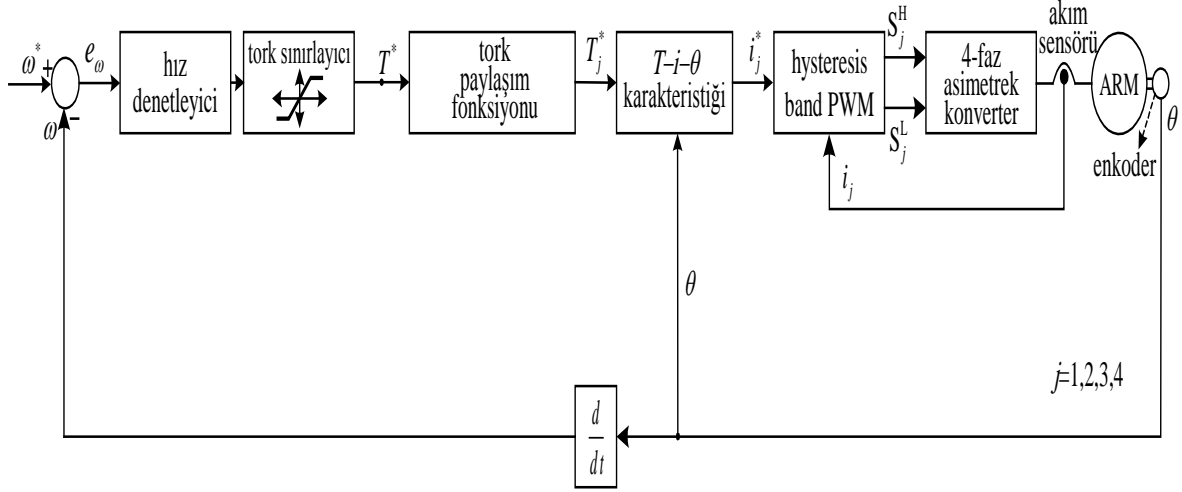 ω* +
ω −
e_ω
hız
denetleyici
tork sınırlayıcı
T*
tork
paylaşım
fonksiyonu
T_j^*
T–i–θ
karakteristiği
i_j^*
hysteresis
band PWM
S_j^H
S_j^L
4-faz
asimetrek
konverter
akım
sensörü
ARM
θ
enkoder
i_j
θ
j=1,2,3,4
d
dt